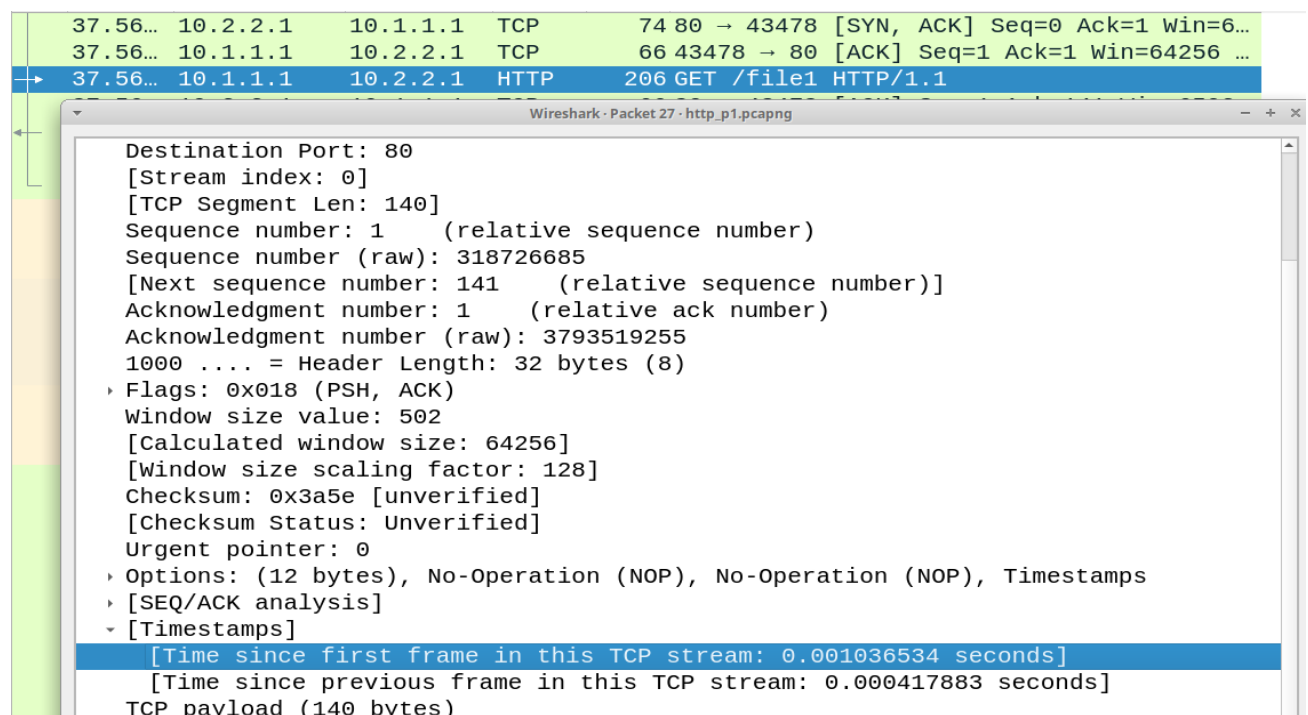 37.56… 10.2.2.1 10.1.1.1 TCP 74 80 → 43478 [SYN, ACK] Seq=0 Ack=1 Win=6…
37.56… 10.1.1.1 10.2.2.1 TCP 66 43478 → 80 [ACK] Seq=1 Ack=1 Win=64256 …
37.56… 10.1.1.1 10.2.2.1 HTTP 206 GET /file1 HTTP/1.1
Wireshark · Packet 27 · http_p1.pcapng
Destination Port: 80
[Stream index: 0]
[TCP Segment Len: 140]
Sequence number: 1 (relative sequence number)
Sequence number (raw): 318726685
[Next sequence number: 141 (relative sequence number)]
Acknowledgment number: 1 (relative ack number)
Acknowledgment number (raw): 3793519255
1000 .... = Header Length: 32 bytes (8)
Flags: 0x018 (PSH, ACK)
Window size value: 502
[Calculated window size: 64256]
[Window size scaling factor: 128]
Checksum: 0x3a5e [unverified]
[Checksum Status: Unverified]
Urgent pointer: 0
Options: (12 bytes), No-Operation (NOP), No-Operation (NOP), Timestamps
[SEQ/ACK analysis]
[Timestamps]
[Time since first frame in this TCP stream: 0.001036534 seconds]
[Time since previous frame in this TCP stream: 0.000417883 seconds]
TCP payload (140 bytes)